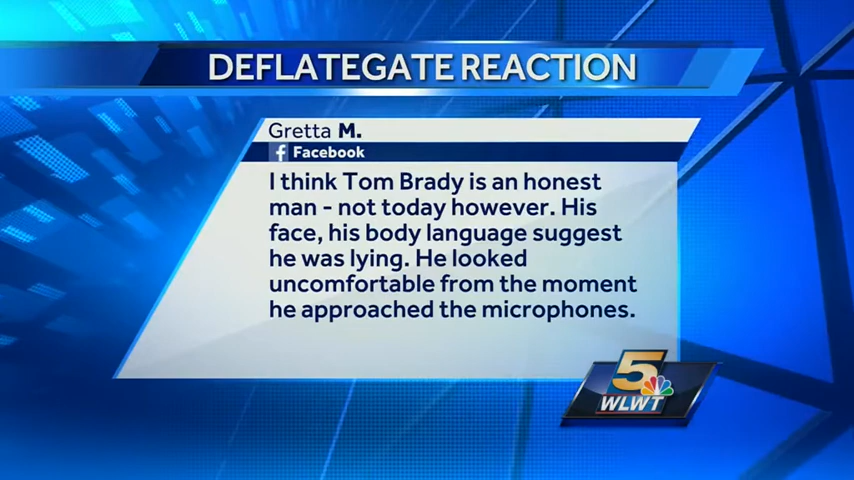 DEFLATEGATE REACTION
Gretta M.
f Facebook
I think Tom Brady is an honest
man - not today however. His
face, his body language suggest
he was lying. He looked
uncomfortable from the moment
he approached the microphones.
5
WLWT